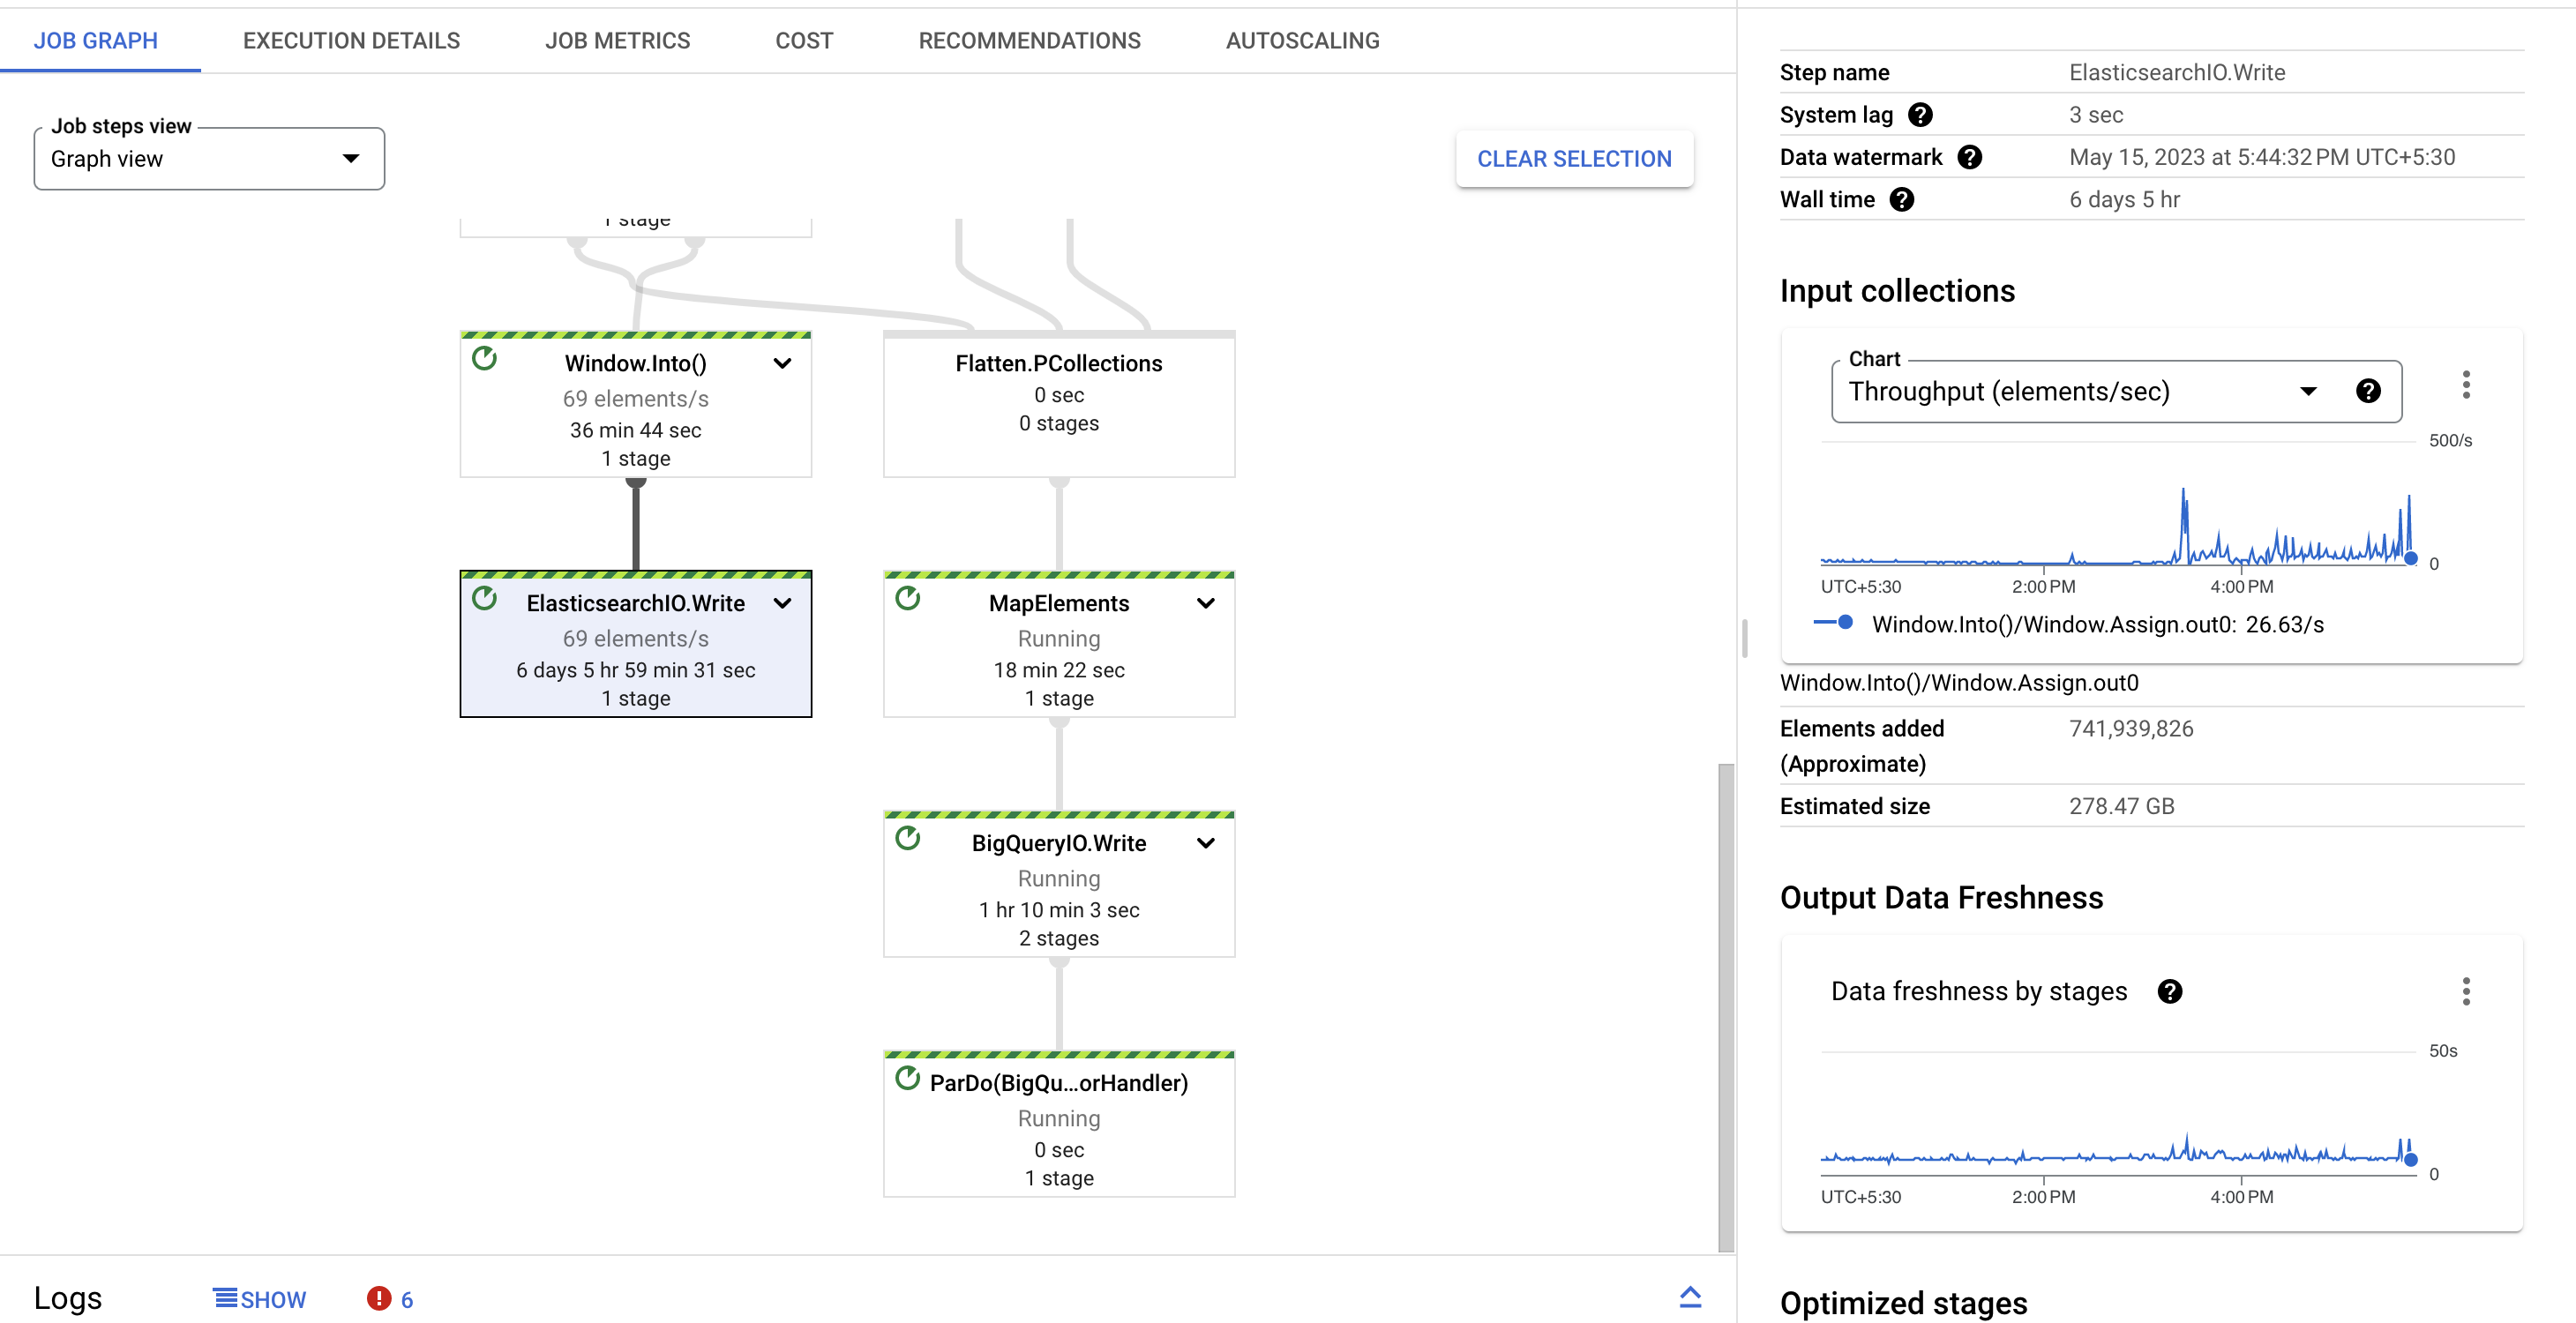 JOB GRAPH
EXECUTION DETAILS
JOB METRICS
COST
RECOMMENDATIONS
AUTOSCALING
Job steps view
Graph view
CLEAR SELECTION
1 stage
Window.Into()
69 elements/s
36 min 44 sec
1 stage
Flatten.PCollections
0 sec
0 stages
ElasticsearchIO.Write
69 elements/s
6 days 5 hr 59 min 31 sec
1 stage
MapElements
Running
18 min 22 sec
1 stage
BigQueryIO.Write
Running
1 hr 10 min 3 sec
2 stages
ParDo(BigQu...orHandler)
Running
0 sec
1 stage
Logs
SHOW
6
Step name ElasticsearchIO.Write
System lag 3 sec
Data watermark May 15, 2023 at 5:44:32 PM UTC+5:30
Wall time 6 days 5 hr
Input collections
Chart
Throughput (elements/sec)
500/s
0
UTC+5:30 2:00 PM 4:00 PM
Window.Into()/Window.Assign.out0: 26.63/s
Window.Into()/Window.Assign.out0
Elements added 741,939,826
(Approximate)
Estimated size 278.47 GB
Output Data Freshness
Data freshness by stages
50s
0
UTC+5:30 2:00 PM 4:00 PM
Optimized stages